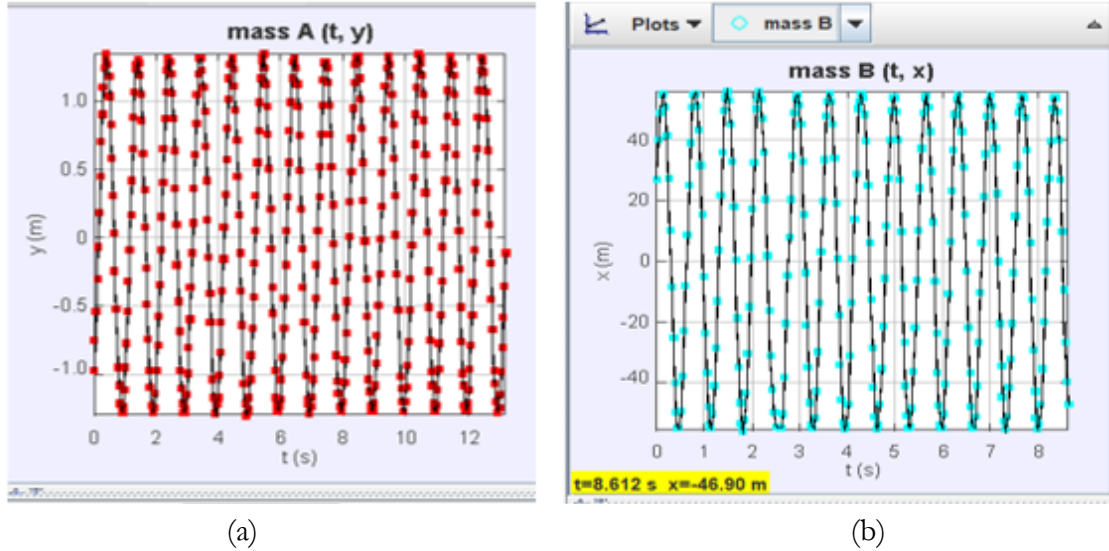 mass A (t, y)
1.0
0.5
0
-0.5
-1.0
y (m)
0 2 4 6 8 10 12
t (s)
(a)
Plots mass B
mass B (t, x)
40
20
0
-20
-40
x (m)
0 1 2 3 4 5 6 7 8
t (s)
t=8.612 s x=-46.90 m
(b)